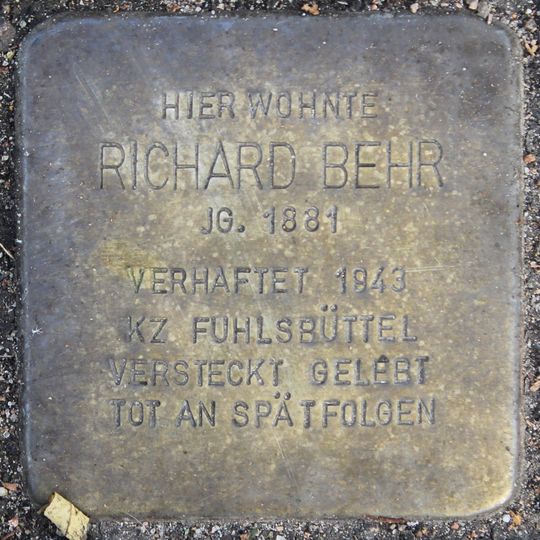 HIER WOHNTE
RICHARD BEHR
JG. 1881
VERHAFTET 1943
KZ FUHLSBÜTTEL
VERSTECKT GELEBT
TOT AN SPÄTFOLGEN